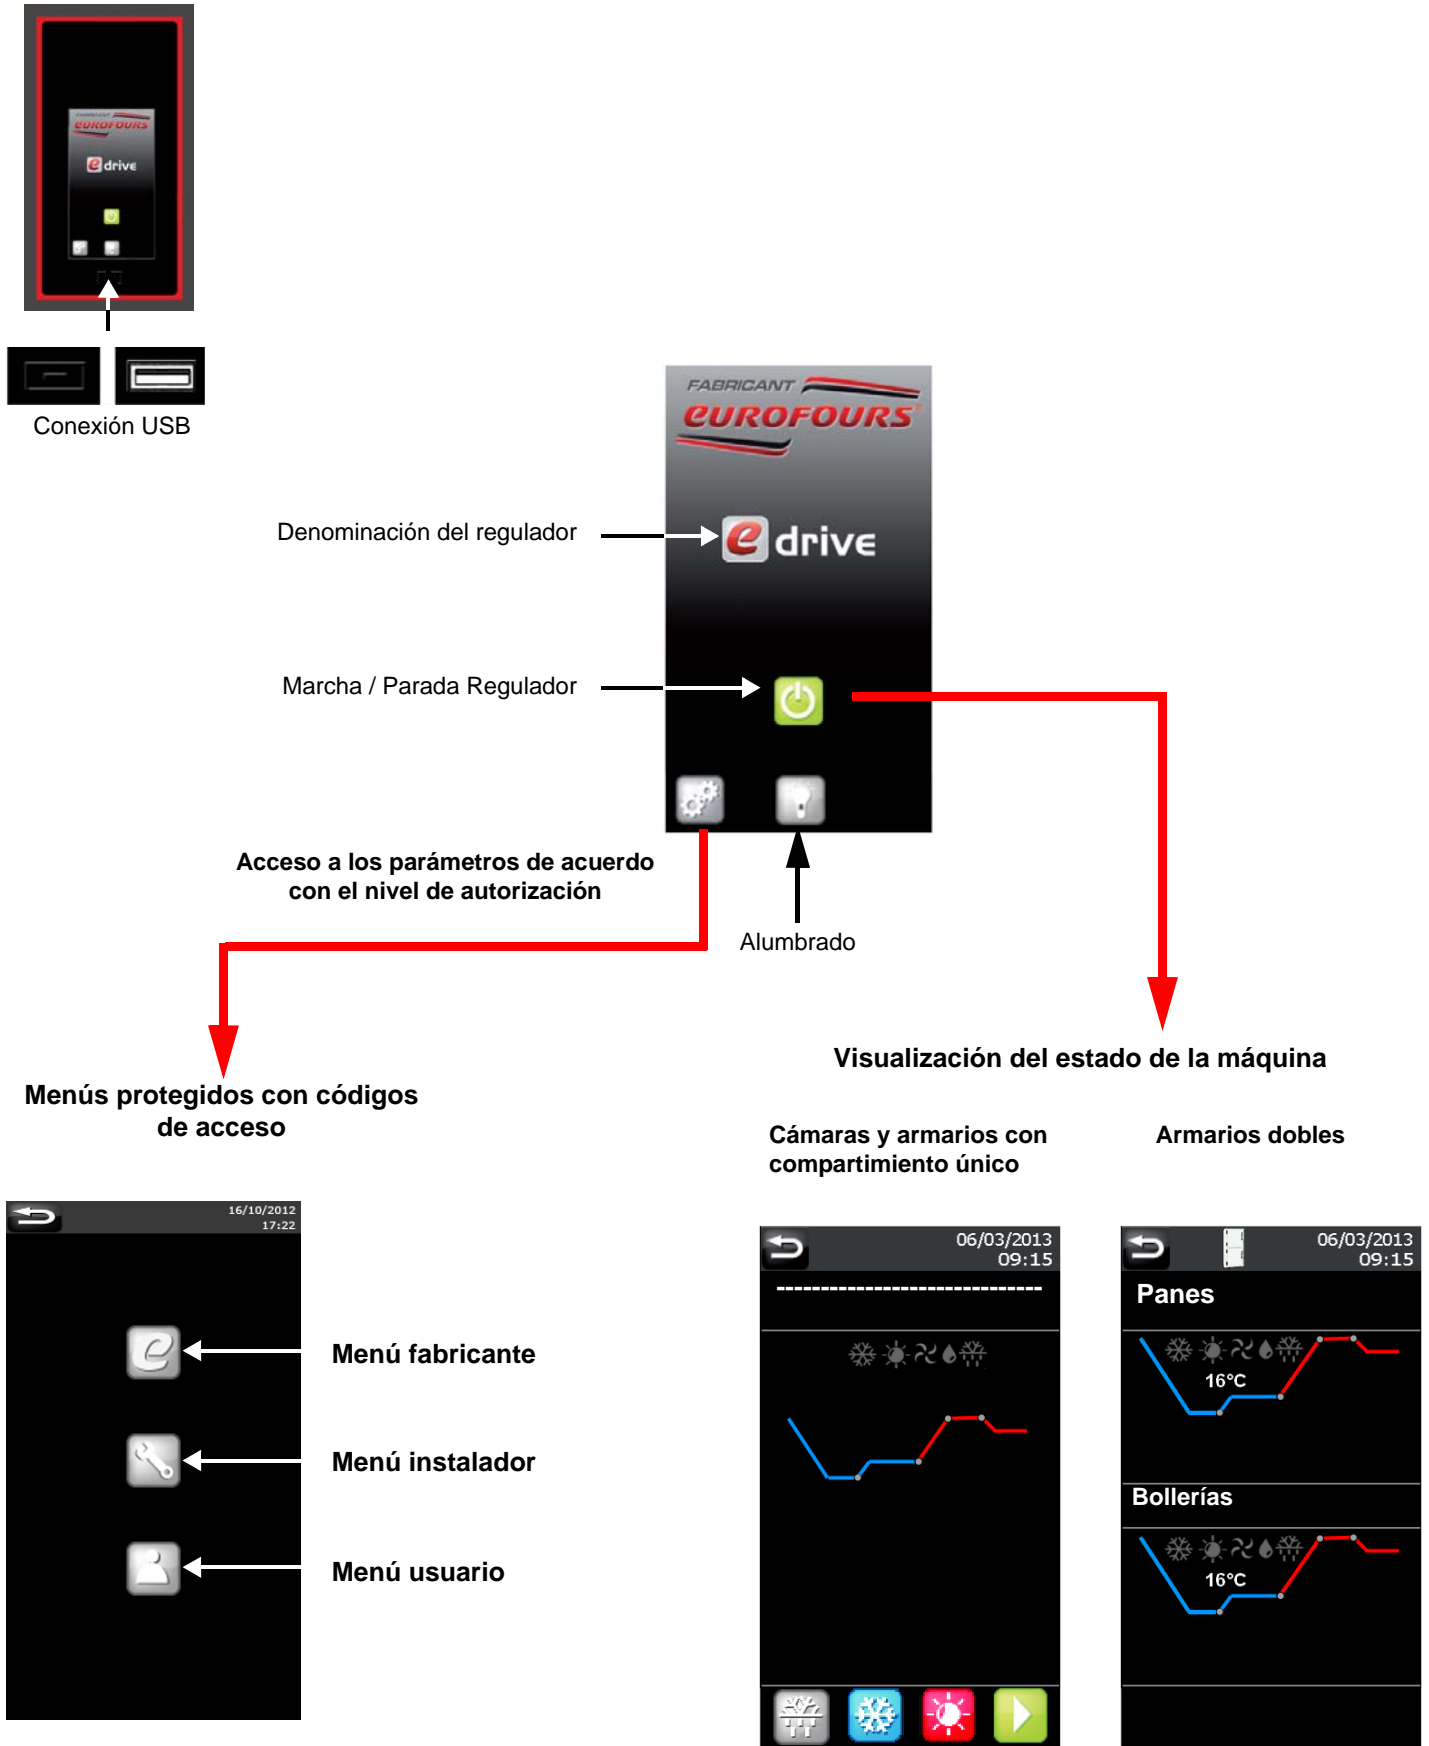 FABRICANT
eurofours
e drive
Conexión USB
FABRICANT
eurofours®
Denominación del regulador
e drive
Marcha / Parada Regulador
Acceso a los parámetros de acuerdo
con el nivel de autorización
Alumbrado
Visualización del estado de la máquina
Menús protegidos con códigos
de acceso
Cámaras y armarios con
compartimiento único
Armarios dobles
16/10/2012
17:22
Menú fabricante
Menú instalador
Menú usuario
06/03/2013
09:15
------------------------------
06/03/2013
09:15
Panes
16°C
Bollerías
16°C